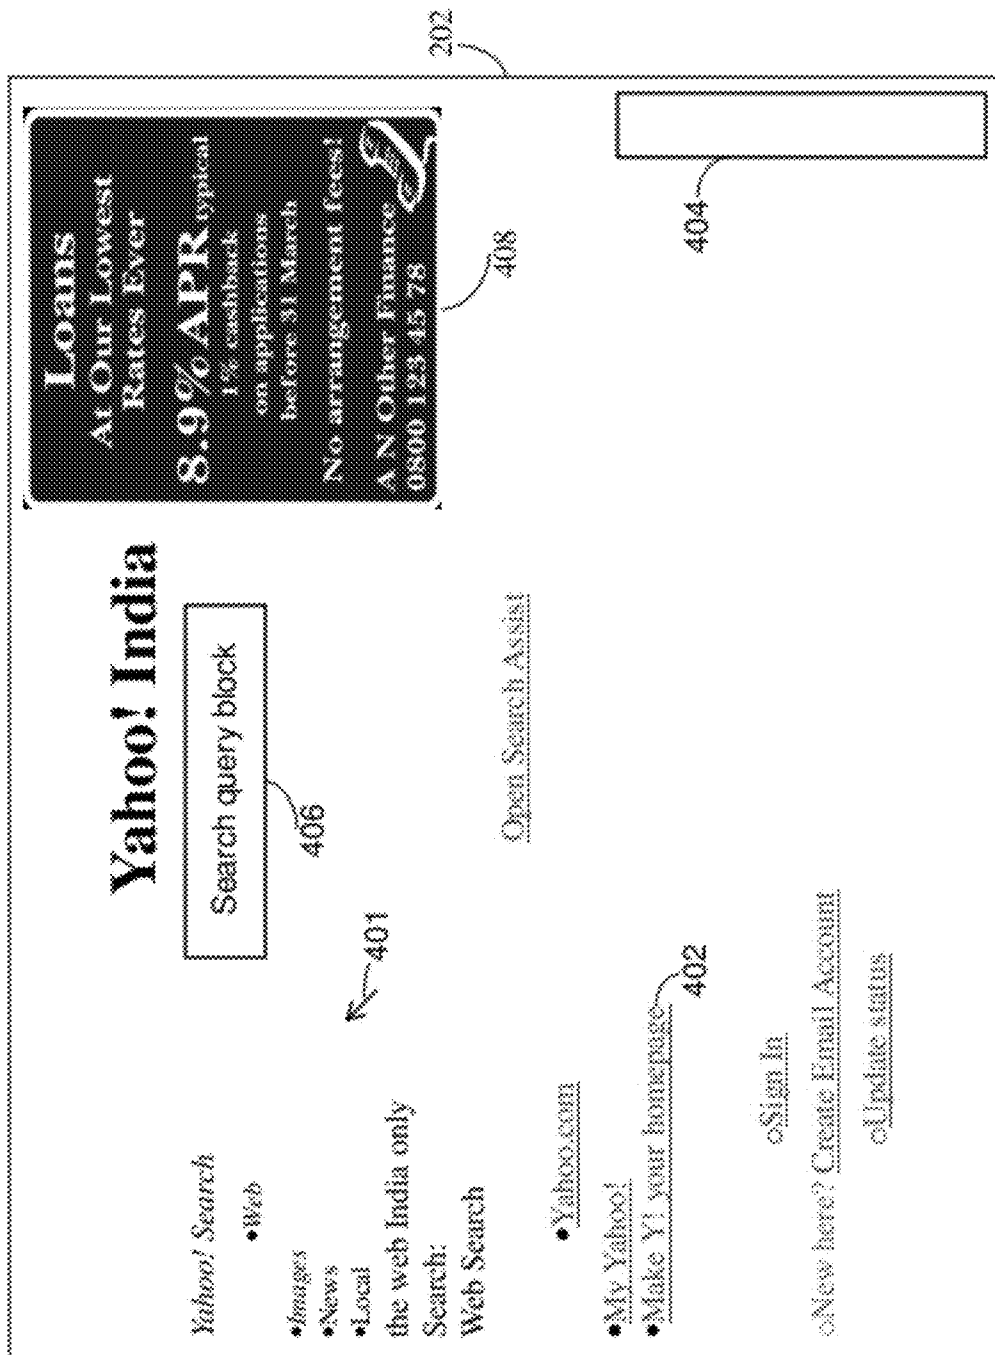 202
Yahoo! India
Loans
At Our Lowest
Rates Ever
8.9% APR typical
1% cashback
on applications
before 31 March
No arrangement fees!
A N Other Finance
0800 123 45 78
408
Yahoo! Search
•Web
•Images
•News
•Local
the web India only
Search:
Web Search
Search query block
406
401
Open Search Assist
•Yahoo.com
•My Yahoo!
•Make Y! your homepage
402
404
○Sign In
○New here? Create Email Account
○Update status